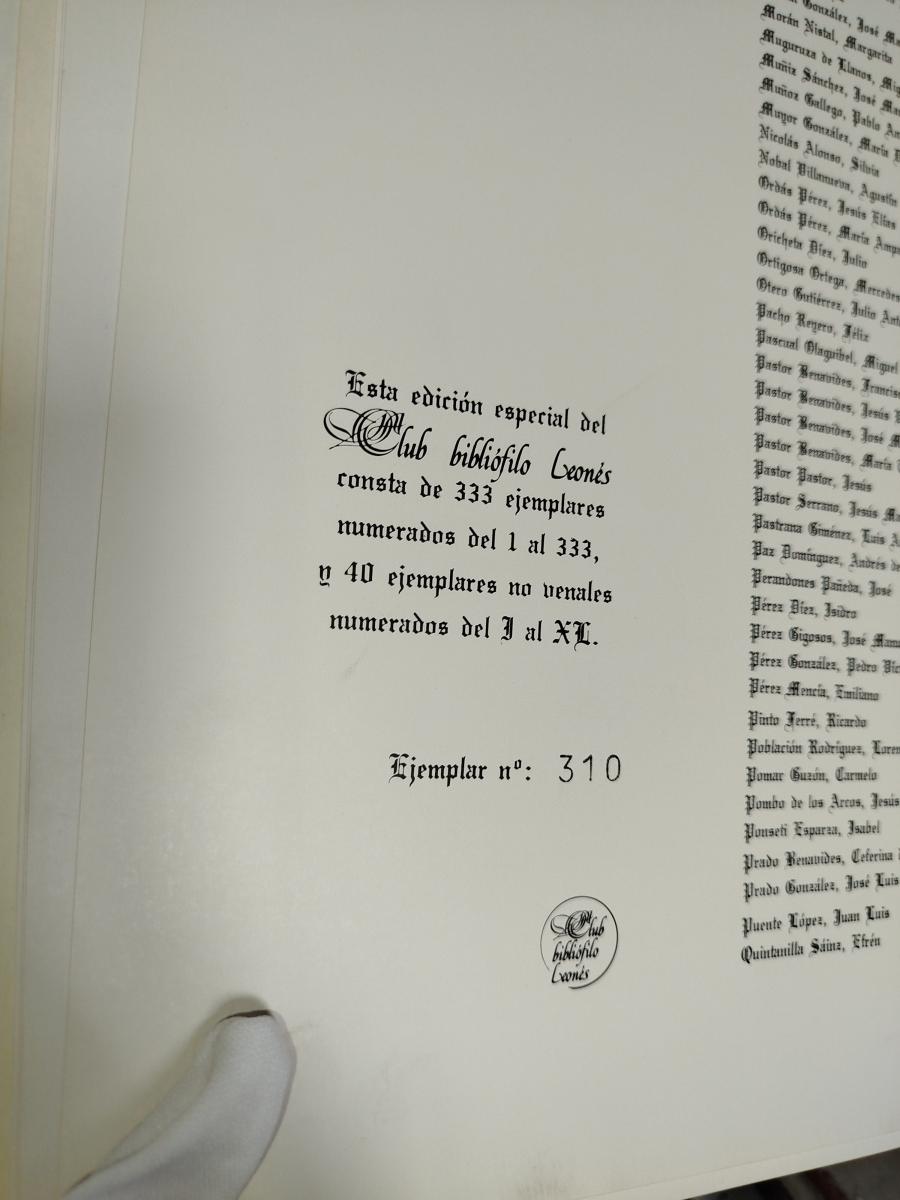 Esta edición especial del
Club bibliófilo Leonés
consta de 333 ejemplares
numerados del 1 al 333,
y 40 ejemplares no venales
numerados del I al XL.
Ejemplar nº: 310
Club
bibliófilo
Leonés
González, José
Morán Nistal, Margarita
Muguruza de Llanos,
Muñiz Sánchez, José
Muñoz Gallego, Pablo
Muyor González, María
Nicolás Alonso, Silvia
Nobal Villanueva, Agustín
Ordás Pérez, Jesús Elías
Ordás Pérez, María
Oricheta Díez, Julio
Ortigosa Ortega, Mercedes
Otero Gutiérrez, Julio
Pacho Reyero, Félix
Pascual Olaguibel, Miguel
Pastor Benavides,
Pastor Benavides, Jesús
Pastor Benavides, José
Pastor Benavides, María
Pastor Pastor, Jesús
Pastor Serrano, Jesús
Pastrana Giménez, Luis
Paz Domínguez, Andrés de
Perandones Pañeda, José
Pérez Díez, Isidro
Pérez Gigosos, José
Pérez González, Pedro
Pérez Mencía, Emiliano
Pinto Ferré, Ricardo
Población Rodríguez,
Pomar Guzón, Carmelo
Pombo de los Arcos, Jesús
Ponseti Esparza, Isabel
Prado Benavides, Ceferina
Prado González, José Luis
Puente López, Juan Luis
Quintanilla Sáinz, Efrén